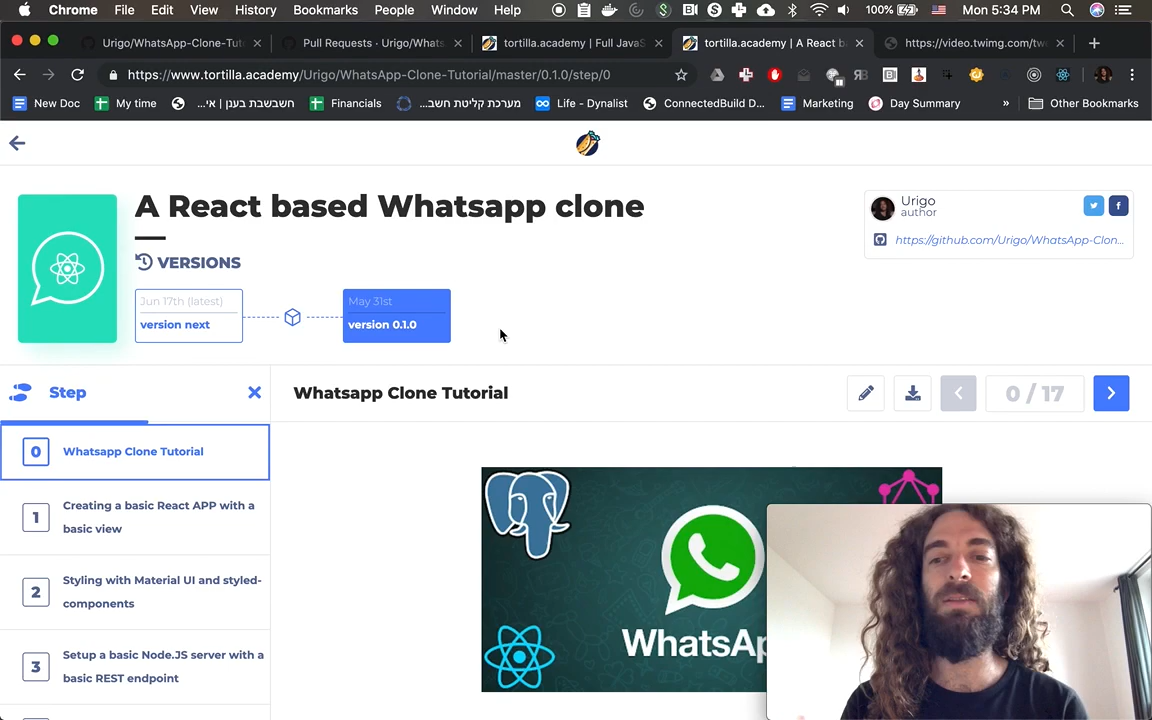 Chrome File Edit View History Bookmarks People Window Help 100% Mon 5:34 PM
Urigo/WhatsApp-Clone-Tut Pull Requests · Urigo/Whats tortilla.academy | Full JavaS tortilla.academy | A React b https://video.twimg.com/tw
https://www.tortilla.academy/Urigo/WhatsApp-Clone-Tutorial/master/0.1.0/step/0
New Doc My time חשבשבת בענן | אי... Financials מערכת קליטת חשב... Life - Dynalist ConnectedBuild D... Marketing Day Summary » Other Bookmarks
A React based Whatsapp clone
Urigo
author
https://github.com/Urigo/WhatsApp-Clon...
VERSIONS
Jun 17th (latest)
version next
May 31st
version 0.1.0
Step
Whatsapp Clone Tutorial
0 / 17
0 Whatsapp Clone Tutorial
1 Creating a basic React APP with a
basic view
2 Styling with Material UI and styled-
components
3 Setup a basic Node.JS server with a
basic REST endpoint
WhatsAp